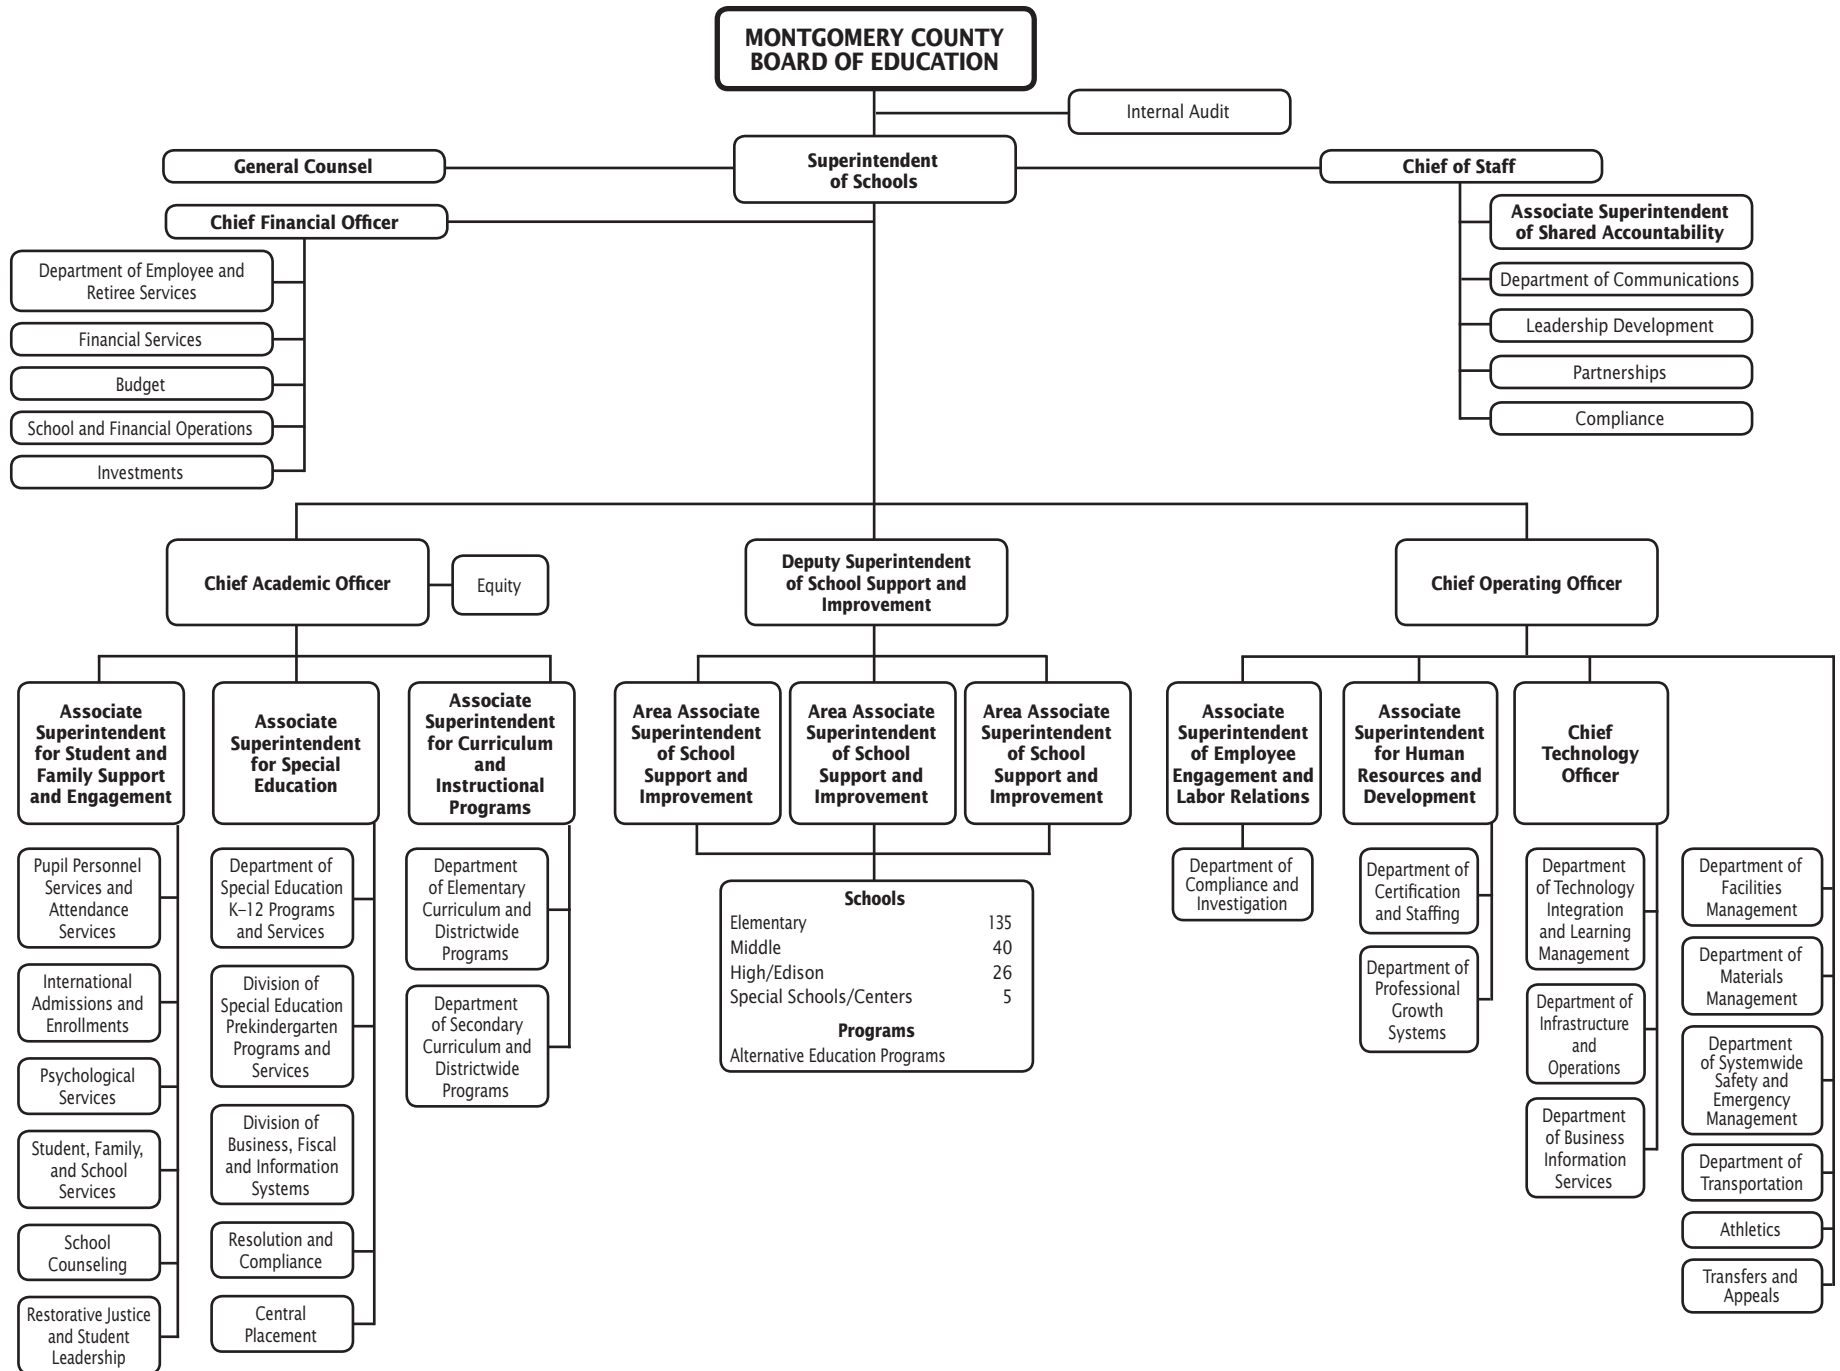 MONTGOMERY COUNTY
BOARD OF EDUCATION
Internal Audit
General Counsel
Superintendent
of Schools
Chief of Staff
Chief Financial Officer
Department of Employee and
Retiree Services
Financial Services
Budget
School and Financial Operations
Investments
Associate Superintendent
of Shared Accountability
Department of Communications
Leadership Development
Partnerships
Compliance
Chief Academic Officer
Equity
Deputy Superintendent
of School Support and
Improvement
Chief Operating Officer
Associate
Superintendent
for Student and
Family Support
and Engagement
Pupil Personnel
Services and
Attendance
Services
International
Admissions and
Enrollments
Psychological
Services
Student, Family,
and School
Services
School
Counseling
Restorative Justice
and Student
Leadership
Associate
Superintendent
for Special
Education
Department of
Special Education
K–12 Programs
and Services
Division of
Special Education
Prekindergarten
Programs and
Services
Division of
Business, Fiscal
and Information
Systems
Resolution and
Compliance
Central
Placement
Associate
Superintendent
for Curriculum
and
Instructional
Programs
Department
of Elementary
Curriculum and
Districtwide
Programs
Department
of Secondary
Curriculum and
Districtwide
Programs
Area Associate
Superintendent
of School
Support and
Improvement
Area Associate
Superintendent
of School
Support and
Improvement
Area Associate
Superintendent
of School
Support and
Improvement
Schools
Elementary 135
Middle 40
High/Edison 26
Special Schools/Centers 5
Programs
Alternative Education Programs
Associate
Superintendent
of Employee
Engagement and
Labor Relations
Department of
Compliance and
Investigation
Associate
Superintendent
for Human
Resources and
Development
Department of
Certification
and Staffing
Department of
Professional
Growth
Systems
Chief
Technology
Officer
Department
of Technology
Integration
and Learning
Management
Department of
Infrastructure
and
Operations
Department
of Business
Information
Services
Department of
Facilities
Management
Department of
Materials
Management
Department
of Systemwide
Safety and
Emergency
Management
Department of
Transportation
Athletics
Transfers and
Appeals